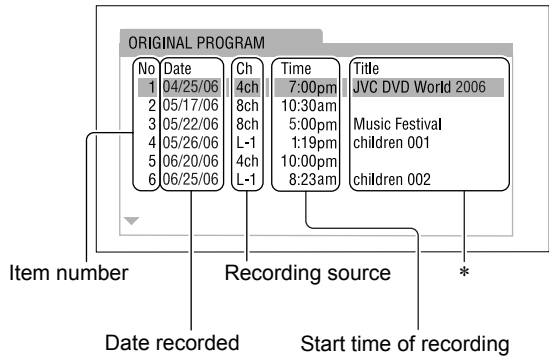 ORIGINAL PROGRAM
No Date Ch Time Title
1 04/25/06 4ch 7:00pm JVC DVD World 2006
2 05/17/06 8ch 10:30am
3 05/22/06 8ch 5:00pm Music Festival
4 05/26/06 L-1 1:19pm children 001
5 06/20/06 4ch 10:00pm
6 06/25/06 L-1 8:23am children 002
Item number Recording source *
Date recorded Start time of recording